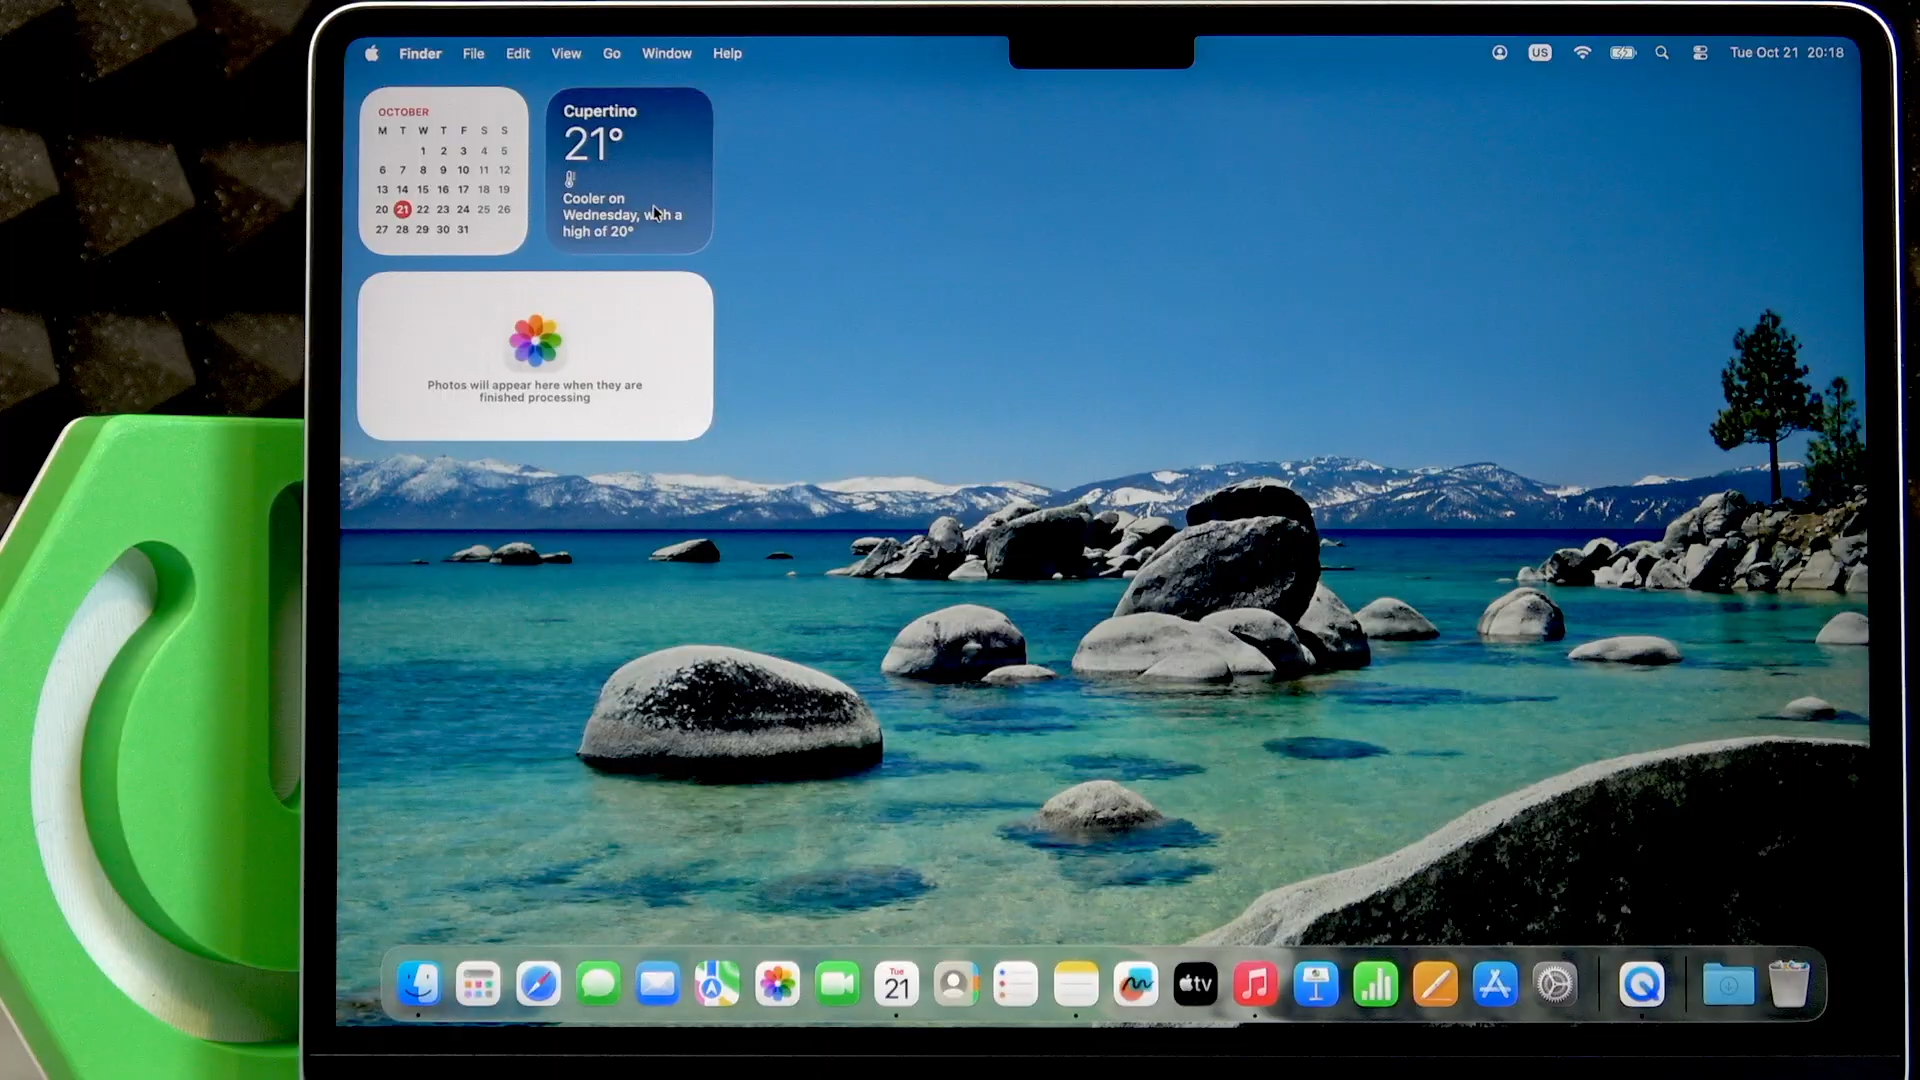 Finder File Edit View Go Window Help
US Tue Oct 21 20:18
OCTOBER
M T W T F S S
1 2 3 4 5
6 7 8 9 10 11 12
13 14 15 16 17 18 19
20 21 22 23 24 25 26
27 28 29 30 31
Cupertino
21°
Cooler on
Wednesday, with a
high of 20°
Photos will appear here when they are
finished processing
Tue
21
tv